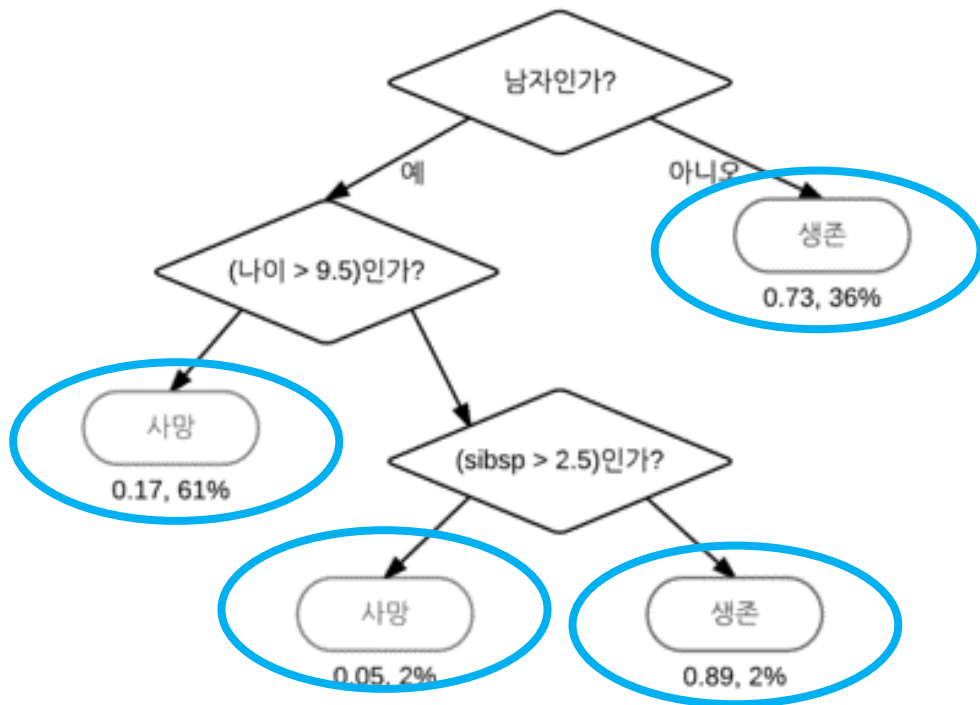 남자인가?
예
아니오
생존
0.73, 36%
(나이 > 9.5)인가?
사망
0.17, 61%
(sibsp > 2.5)인가?
사망
0.05, 2%
생존
0.89, 2%